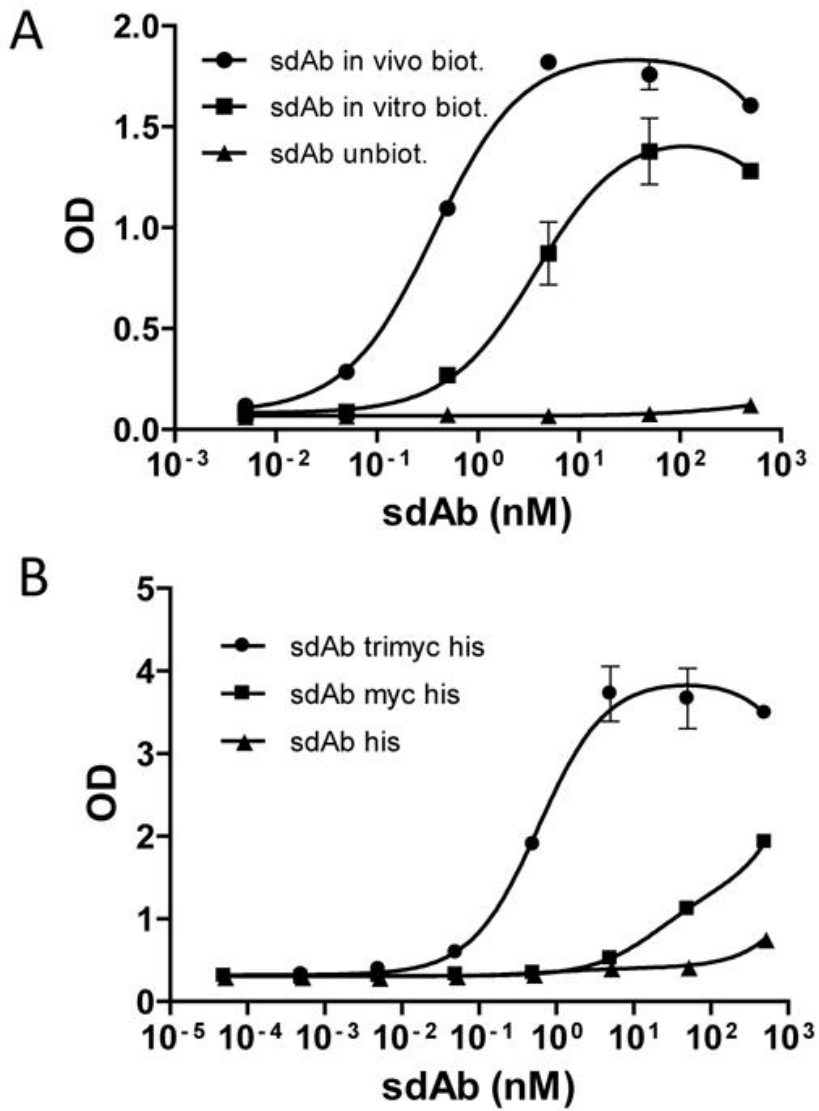 A
2.0
sdAb in vivo biot.
sdAb in vitro biot.
sdAb unbiot.
1.5
1.0
0.5
0.0
OD
10-3 10-2 10-1 100 101 102 103
sdAb (nM)
B
5
sdAb trimyc his
sdAb myc his
sdAb his
4
3
2
1
0
OD
10-5 10-4 10-3 10-2 10-1 100 101 102 103
sdAb (nM)